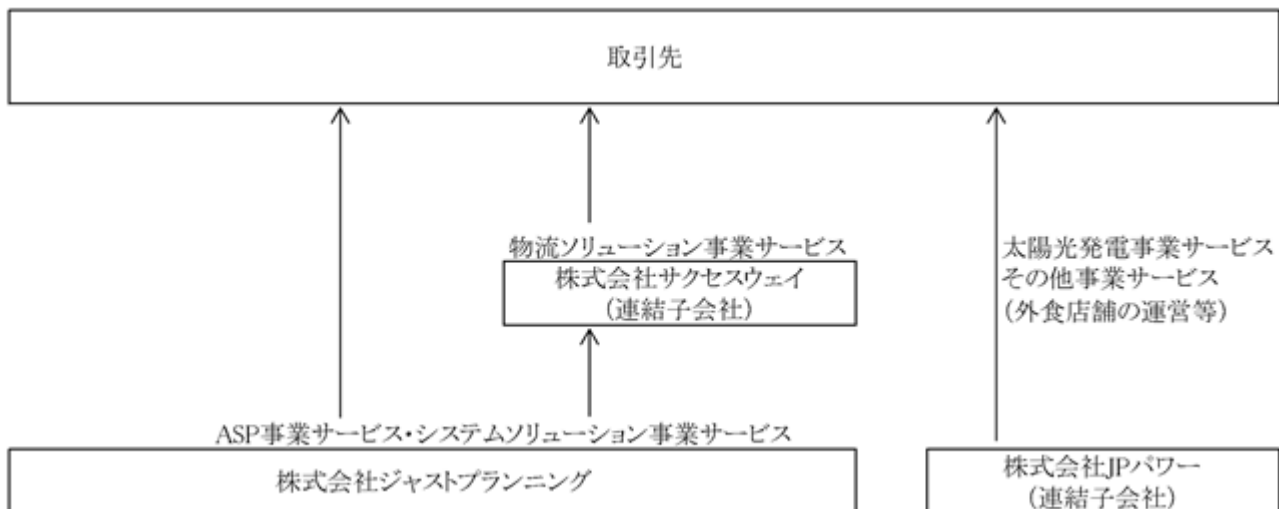 取引先
物流ソリューション事業サービス
株式会社サクセスウェイ
(連結子会社)
太陽光発電事業サービス
その他事業サービス
(外食店舗の運営等)
ASP事業サービス・システムソリューション事業サービス
株式会社ジャストプランニング
株式会社JPパワー
(連結子会社)